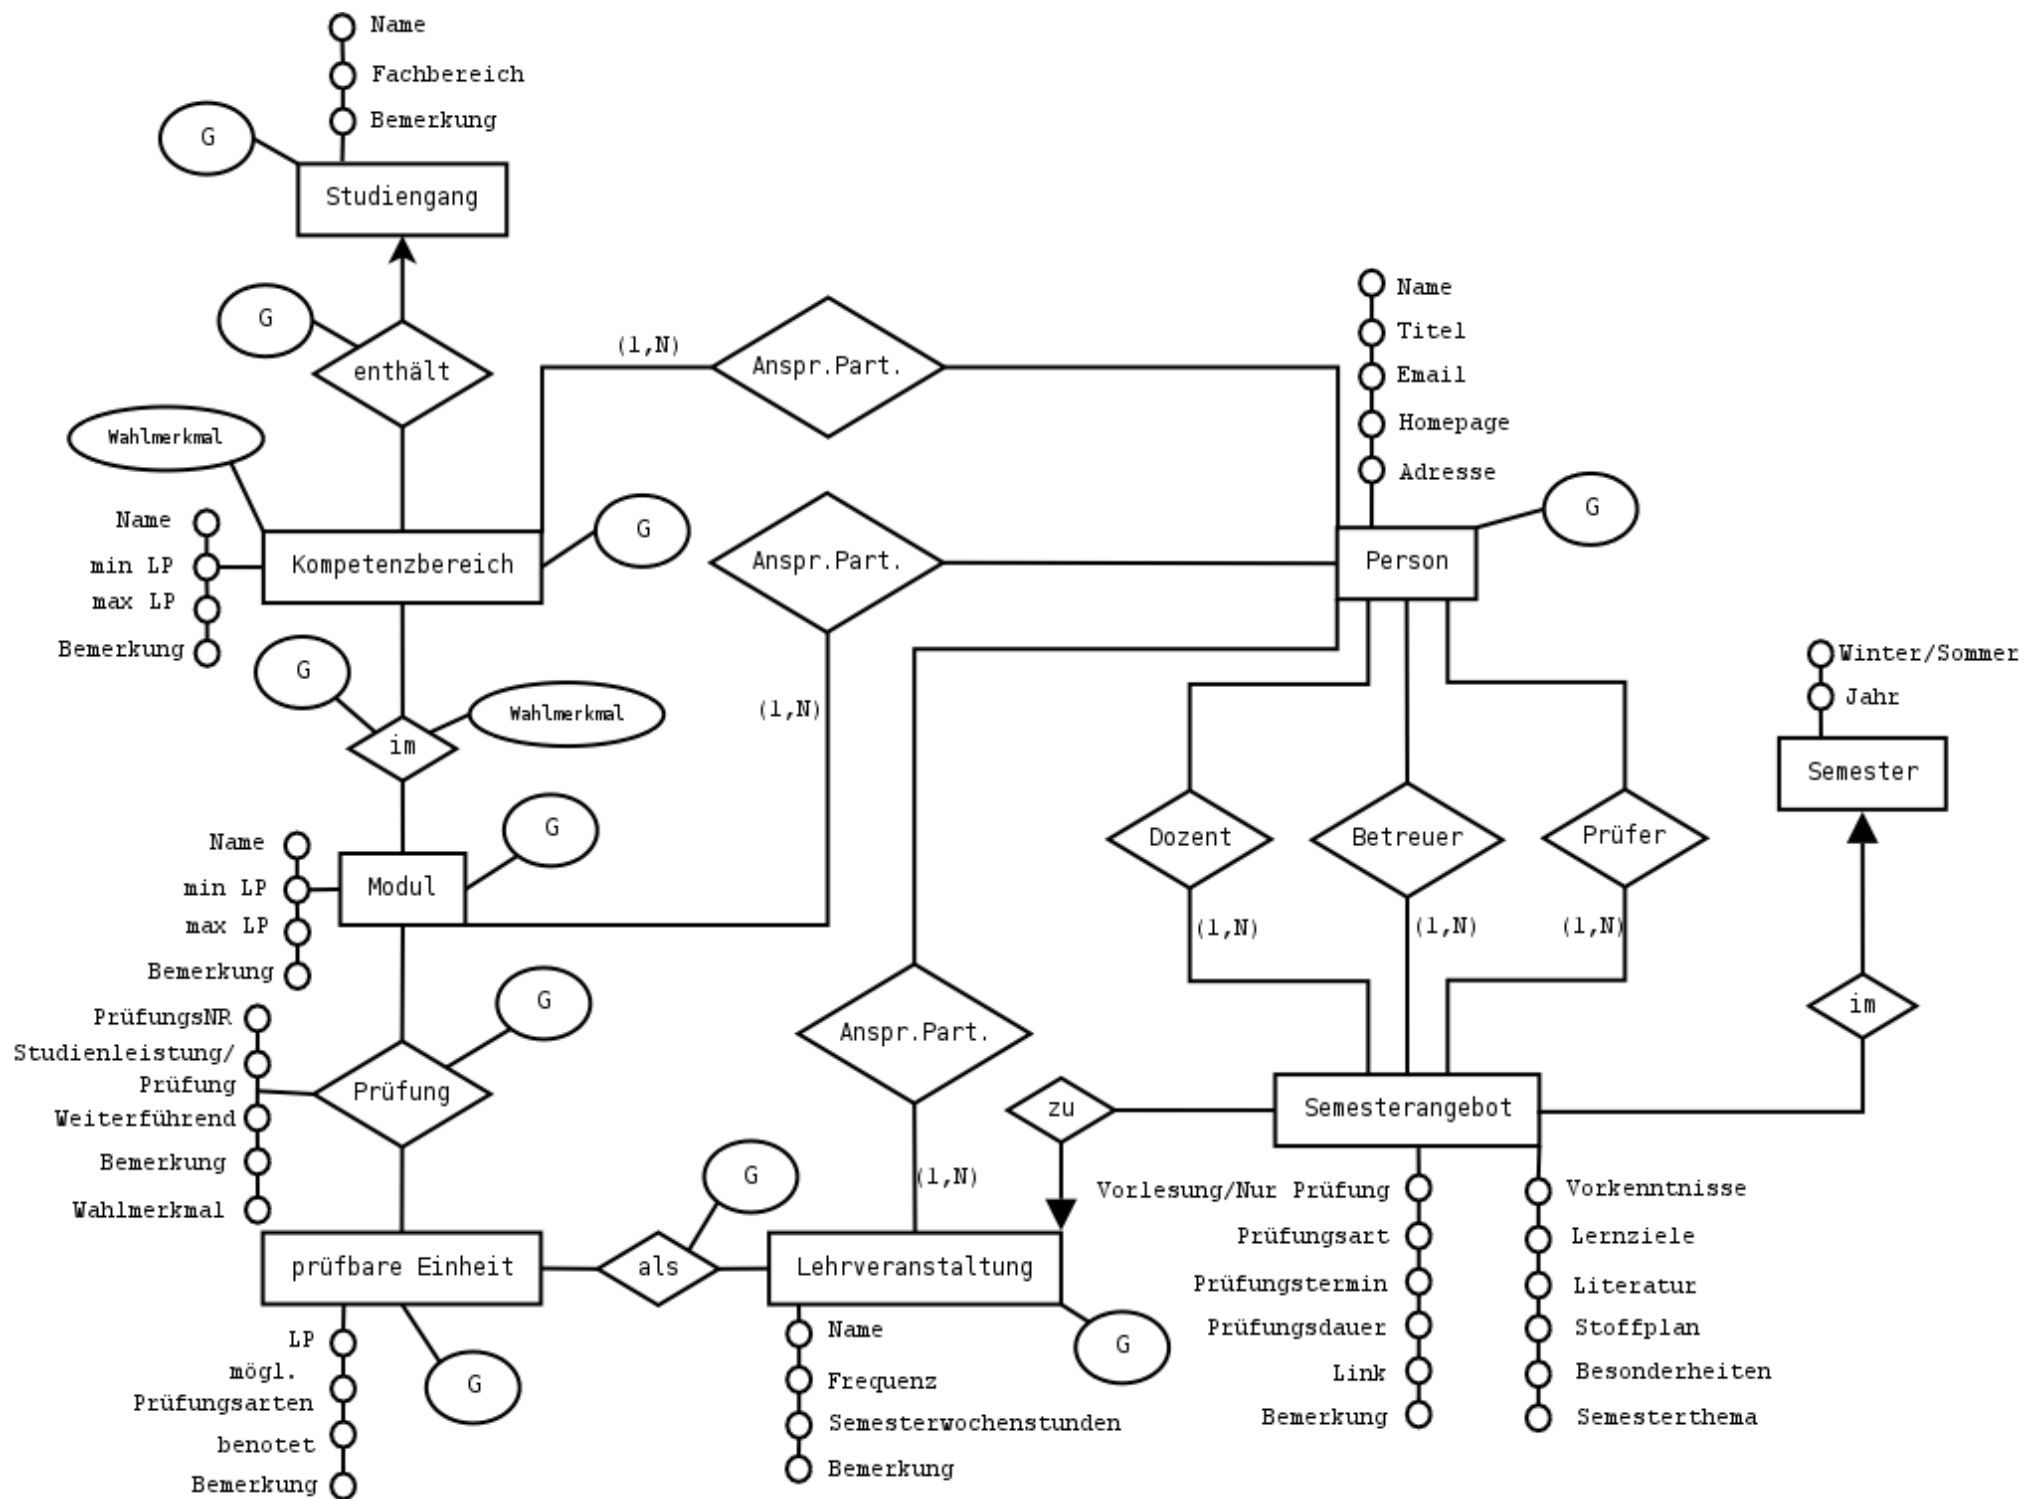 Name
Fachbereich
Bemerkung
G
Studiengang
G
enthält
(1,N)
Anspr.Part.
Name
Titel
Email
Homepage
Adresse
G
Person
Wahlmerkmal
Name
min LP
max LP
Bemerkung
Kompetenzbereich
G
Anspr.Part.
(1,N)
G
Wahlmerkmal
im
Winter/Sommer
Jahr
Semester
Name
min LP
max LP
Bemerkung
Modul
G
Dozent
Betreuer
Prüfer
(1,N)
(1,N)
(1,N)
im
PrüfungsNR
Studienleistung/
Prüfung
Weiterführend
Bemerkung
Wahlmerkmal
Prüfung
G
Anspr.Part.
(1,N)
zu
Semesterangebot
Vorlesung/Nur Prüfung
Prüfungsart
Prüfungstermin
Prüfungsdauer
Link
Bemerkung
Vorkenntnisse
Lernziele
Literatur
Stoffplan
Besonderheiten
Semesterthema
prüfbare Einheit
als
G
Lehrveranstaltung
G
LP
mögl.
Prüfungsarten
benotet
Bemerkung
G
Name
Frequenz
Semesterwochenstunden
Bemerkung